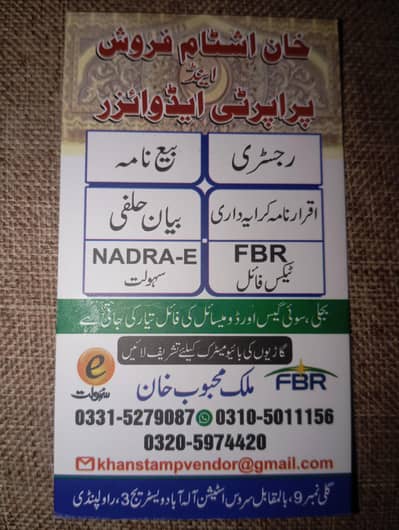 خان اشٹام فروش
اینڈ
پراپرٹی ایڈوائزر
رجسٹری
بیع نامہ
اقرارنامہ کرایہ داری
بیان حلفی
FBR
ٹیکس فائل
NADRA-E
سہولت
بجلی، سوئی گیس اور ڈومیسائل کی فائل تیار کی جاتی ہے
گاڑیوں کی بائیومیٹرک کیلئے تشریف لائیں
e
سہولت
ملک محبوب خان
FBR
0331-5279087 0310-5011156
0320-5974420
khanstampvendor@gmail.com
گلی نمبر 9، بالمقابل سروس اسٹیشن آلہ آباد ویسٹریج 3، راولپنڈی